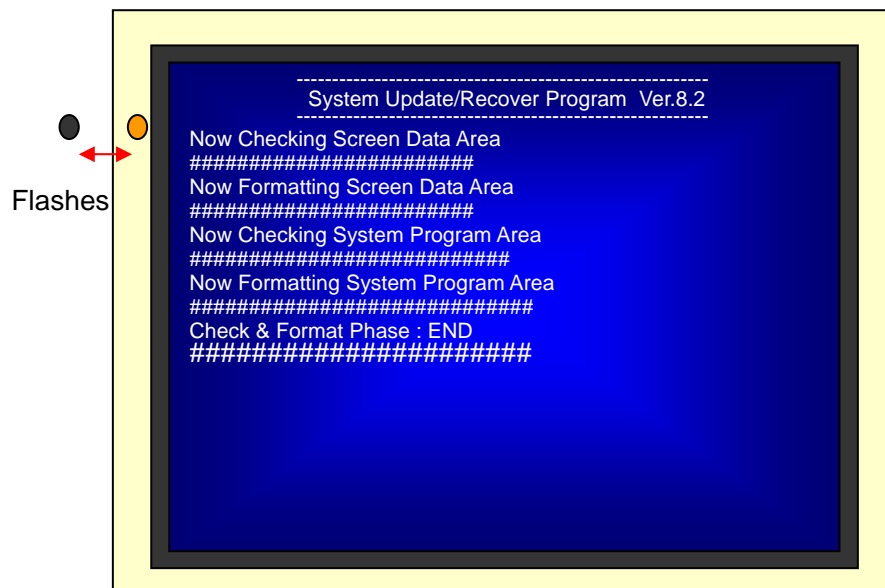 ----------------------------------------------------------
System Update/Recover Program Ver.8.2
----------------------------------------------------------
Now Checking Screen Data Area
########################
Now Formatting Screen Data Area
########################
Flashes
Now Checking System Program Area
###########################
Now Formatting System Program Area
#############################
Check & Format Phase : END
######################